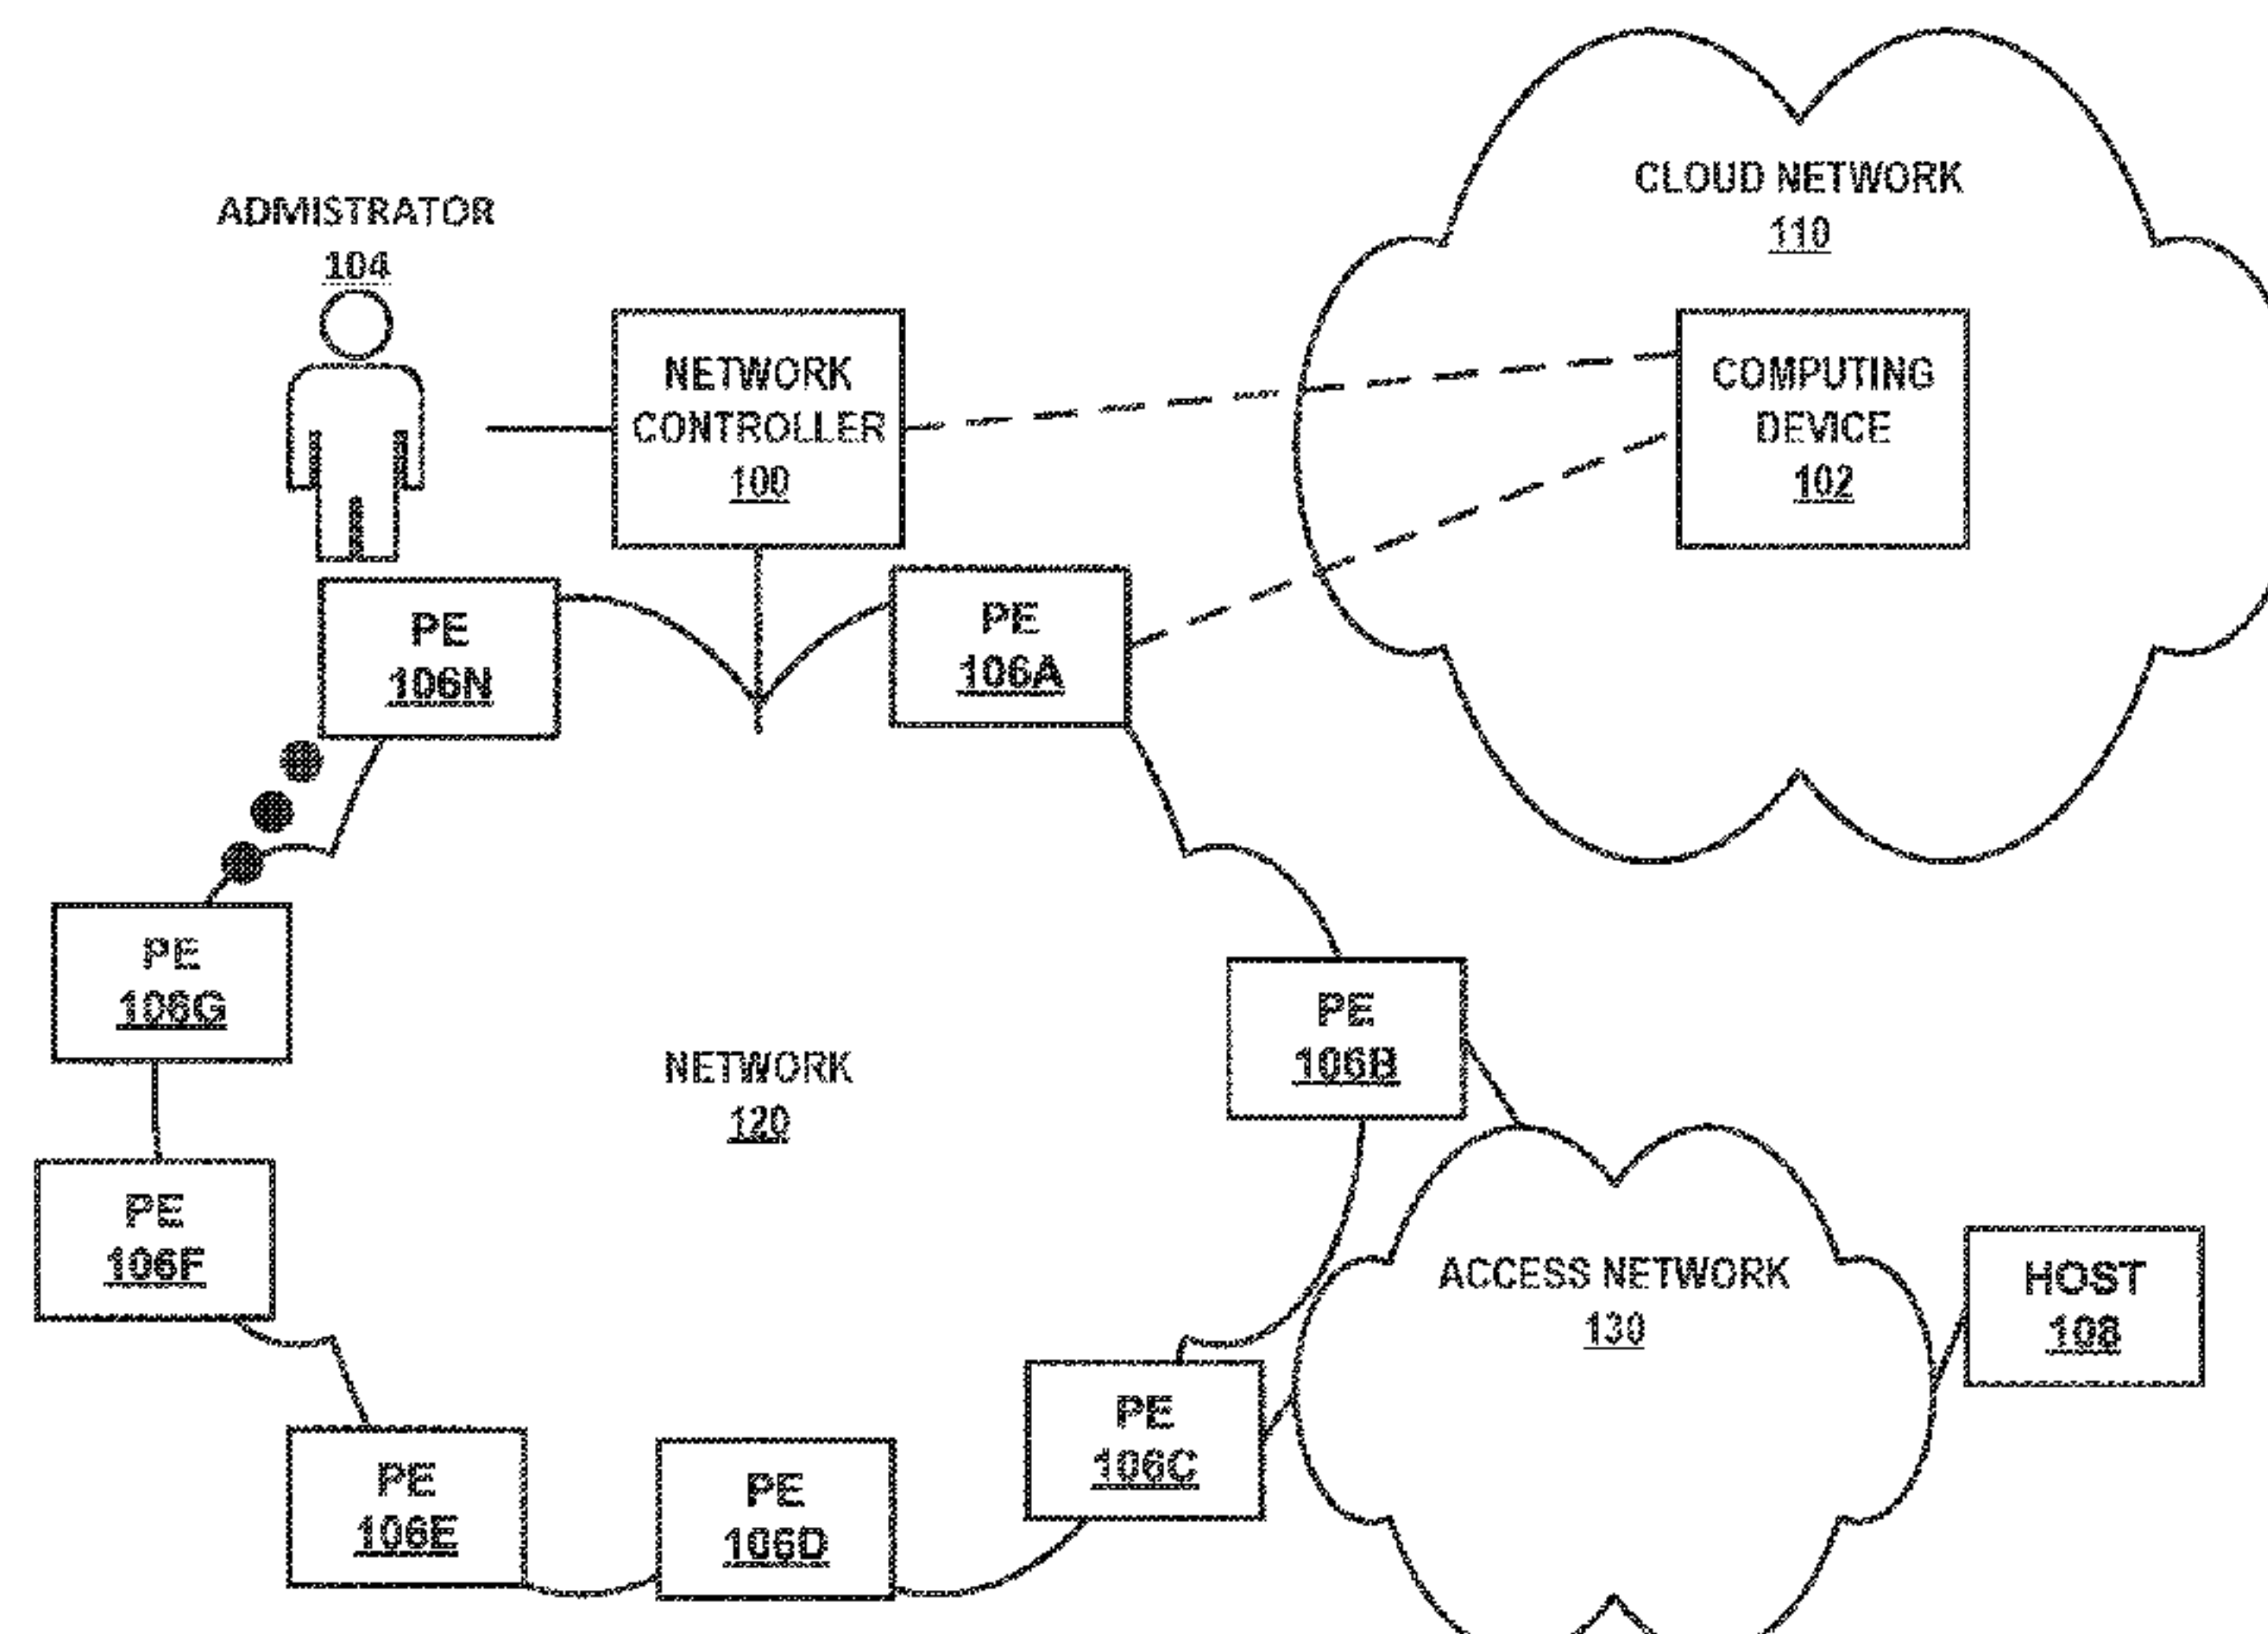 CLOUD NETWORK
110
ADMISTRATOR
104
NETWORK
CONTROLLER
100
COMPUTING
DEVICE
102
PE
106N
PE
106A
PE
106G
PE
106B
NETWORK
120
PE
106F
ACCESS NETWORK
130
HOST
108
PE
106C
PE
106E
PE
106D